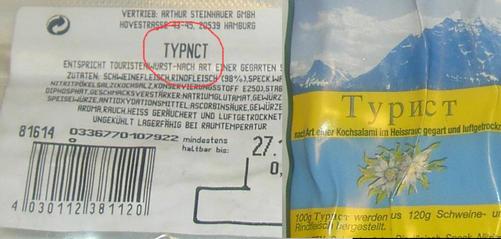 VERTRIEB: ARTHUR STEINHAUER GMBH
HOVESTRASSE 43-45, 20539 HAMBURG
TYPNCT
ENTSPRICHT TOURISTENWURST-NACH ART EINER GEGARTEN S
ZUTATEN: SCHWEINEFLEISCH,RINDFLEISCH (98%),SPECK,WA
NITRITPÖKELSALZ(KOCHSALZ,KONSERVIERUNGSSTOFF E250),STAB
DIPHOSPHAT,GESCHMACKSVERSTÄRKER:NATRIUMGLUTAMAT,GEWÜRZ
SPEISEWÜRZE,ANTIOXYDATIONSMITTEL,ASCORBINSÄURE,GEWÜRZE
AROMA,RAUCH.HEISS GERÄUCHERT UND LUFTGETROCKNET
UNGEKÜHLT LAGERFÄHIG BEI RAUMTEMPERATUR
81614 0336770107922 mindestens
haltbar bis: 27.
4 030112 381120
Турист
nach Art einer Kochsalami im Heissrauch gegart und luftgetrocknet
100g Турист werden aus 120g Schweine- und
Rindfleisch hergestellt.